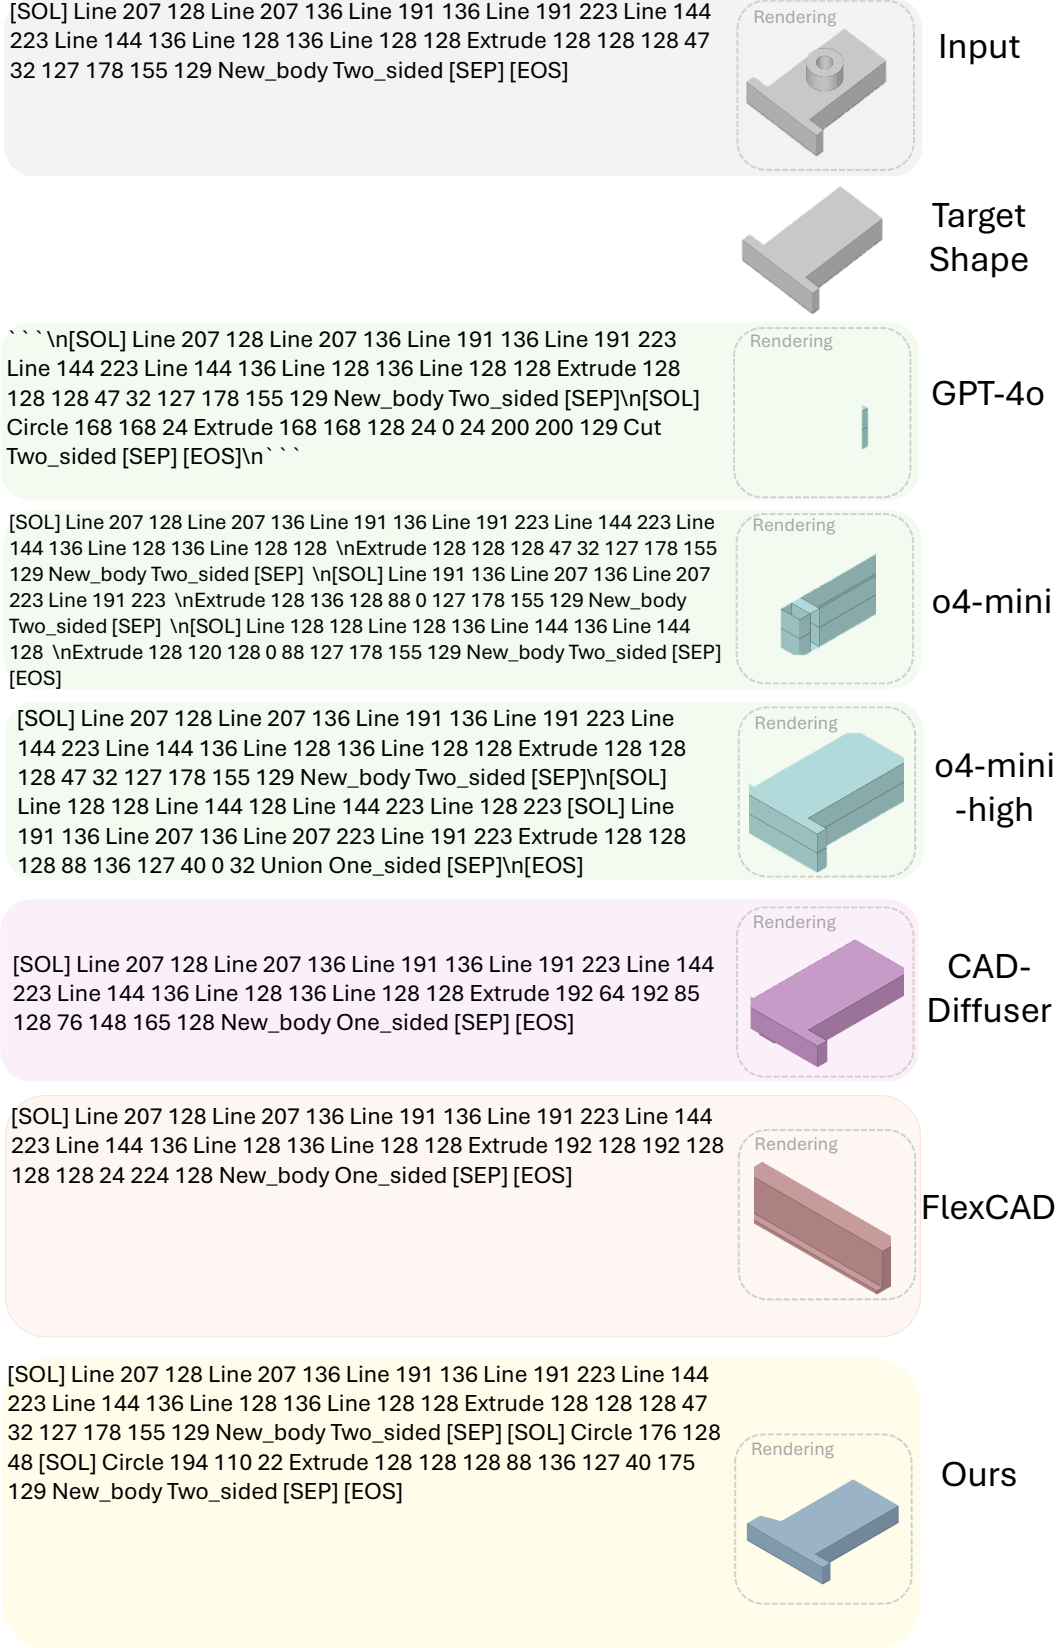 [SOL] Line 207 128 Line 207 136 Line 191 136 Line 191 223 Line 144
223 Line 144 136 Line 128 136 Line 128 128 Extrude 128 128 128 47
32 127 178 155 129 New_body Two_sided [SEP] [EOS]
Rendering
Input
Target
Shape
```\n[SOL] Line 207 128 Line 207 136 Line 191 136 Line 191 223
Line 144 223 Line 144 136 Line 128 136 Line 128 128 Extrude 128
128 128 47 32 127 178 155 129 New_body Two_sided [SEP]\n[SOL]
Circle 168 168 24 Extrude 168 168 128 24 0 24 200 200 129 Cut
Two_sided [SEP] [EOS]\n```
Rendering
GPT-4o
[SOL] Line 207 128 Line 207 136 Line 191 136 Line 191 223 Line 144 223 Line
144 136 Line 128 136 Line 128 128 \nExtrude 128 128 128 47 32 127 178 155
129 New_body Two_sided [SEP] \n[SOL] Line 191 136 Line 207 136 Line 207
223 Line 191 223 \nExtrude 128 136 128 88 0 127 178 155 129 New_body
Two_sided [SEP] \n[SOL] Line 128 128 Line 128 136 Line 144 136 Line 144
128 \nExtrude 128 120 128 0 88 127 178 155 129 New_body Two_sided [SEP]
[EOS]
Rendering
o4-mini
[SOL] Line 207 128 Line 207 136 Line 191 136 Line 191 223 Line
144 223 Line 144 136 Line 128 136 Line 128 128 Extrude 128 128
128 47 32 127 178 155 129 New_body Two_sided [SEP]\n[SOL]
Line 128 128 Line 144 128 Line 144 223 Line 128 223 [SOL] Line
191 136 Line 207 136 Line 207 223 Line 191 223 Extrude 128 128
128 88 136 127 40 0 32 Union One_sided [SEP]\n[EOS]
Rendering
o4-mini
-high
[SOL] Line 207 128 Line 207 136 Line 191 136 Line 191 223 Line 144
223 Line 144 136 Line 128 136 Line 128 128 Extrude 192 64 192 85
128 76 148 165 128 New_body One_sided [SEP] [EOS]
Rendering
CAD-
Diffuser
[SOL] Line 207 128 Line 207 136 Line 191 136 Line 191 223 Line 144
223 Line 144 136 Line 128 136 Line 128 128 Extrude 192 128 192 128
128 128 24 224 128 New_body One_sided [SEP] [EOS]
Rendering
FlexCAD
[SOL] Line 207 128 Line 207 136 Line 191 136 Line 191 223 Line 144
223 Line 144 136 Line 128 136 Line 128 128 Extrude 128 128 128 47
32 127 178 155 129 New_body Two_sided [SEP] [SOL] Circle 176 128
48 [SOL] Circle 194 110 22 Extrude 128 128 128 88 136 127 40 175
129 New_body Two_sided [SEP] [EOS]
Rendering
Ours